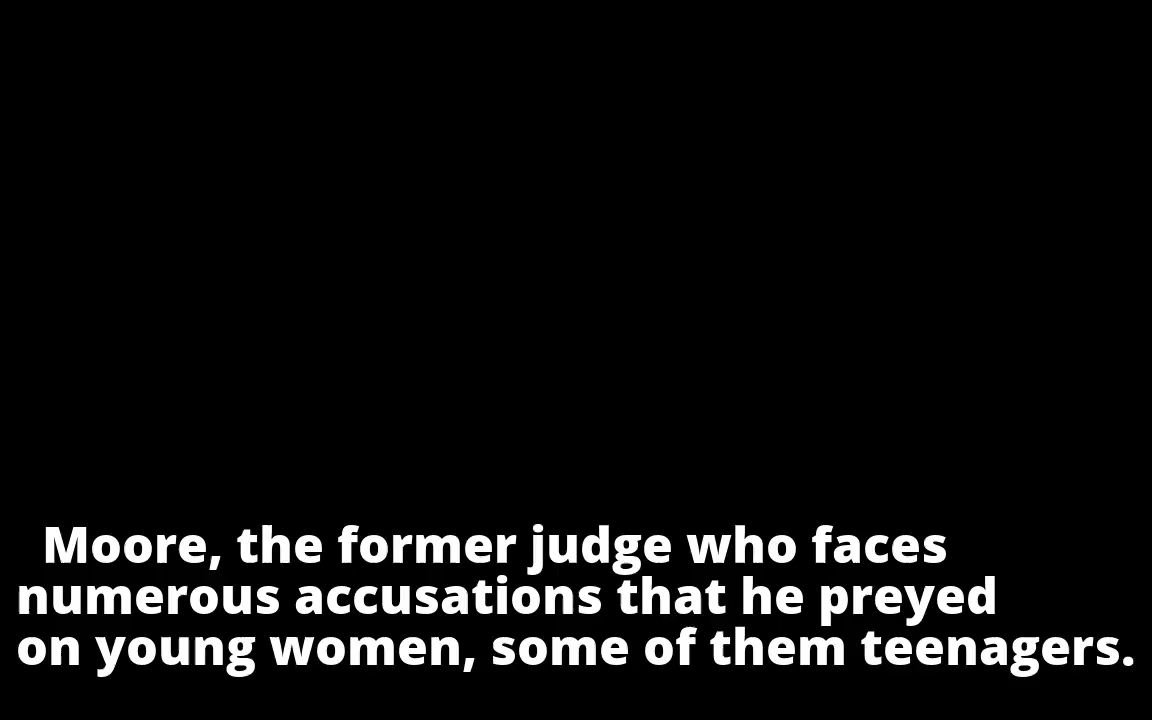 Moore, the former judge who faces
numerous accusations that he preyed
on young women, some of them teenagers.